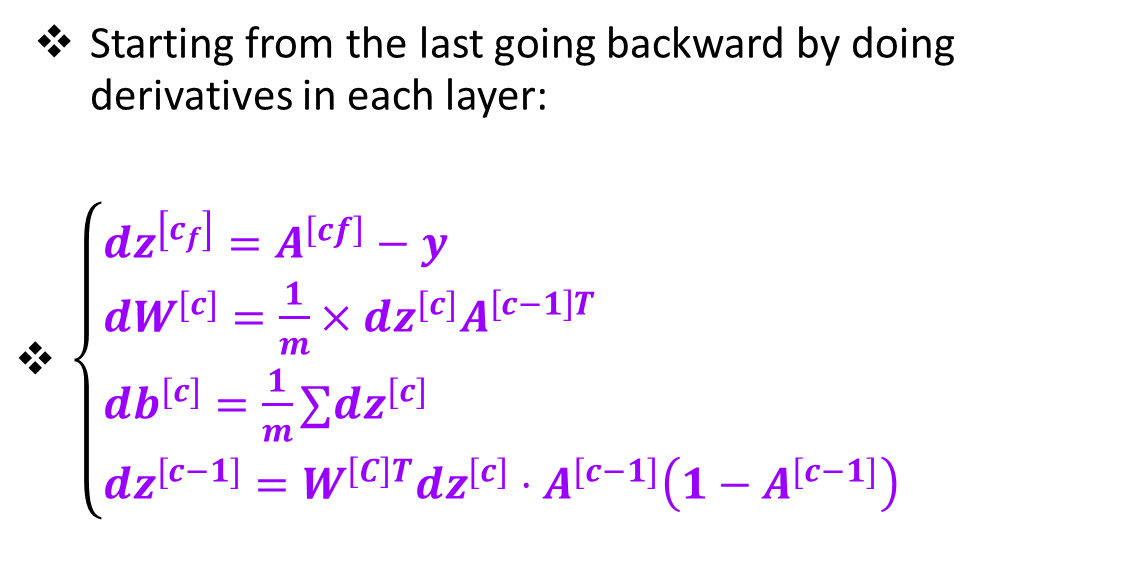 ❖ Starting from the last going backward by doing
derivatives in each layer:
❖ dz^[c_f] = A^[cf] − y
dW^[c] = 1/m × dz^[c] A^[c−1]T
db^[c] = 1/m ∑dz^[c]
dz^[c−1] = W^[C]T dz^[c] · A^[c−1](1 − A^[c−1])